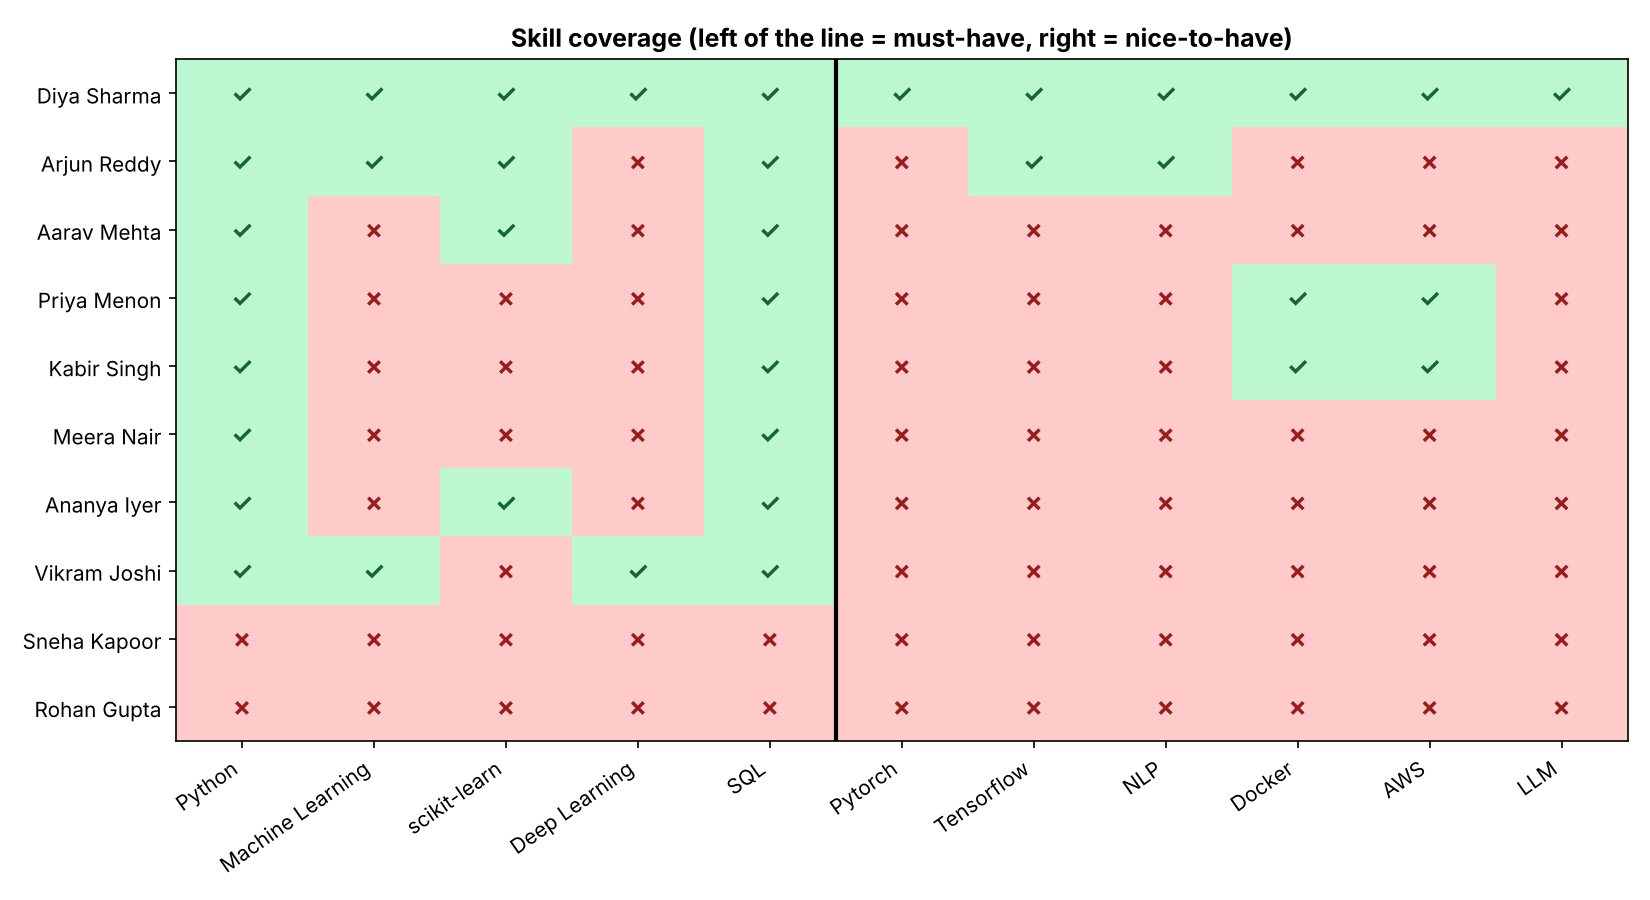 Skill coverage (left of the line = must-have, right = nice-to-have)
Diya Sharma ✓ ✓ ✓ ✓ ✓ ✓ ✓ ✓ ✓ ✓ ✓
Arjun Reddy ✓ ✓ ✓ ✗ ✓ ✗ ✓ ✓ ✗ ✗ ✗
Aarav Mehta ✓ ✗ ✓ ✗ ✓ ✗ ✗ ✗ ✗ ✗ ✗
Priya Menon ✓ ✗ ✗ ✗ ✓ ✗ ✗ ✗ ✓ ✓ ✗
Kabir Singh ✓ ✗ ✗ ✗ ✓ ✗ ✗ ✗ ✓ ✓ ✗
Meera Nair ✓ ✗ ✗ ✗ ✓ ✗ ✗ ✗ ✗ ✗ ✗
Ananya Iyer ✓ ✗ ✓ ✗ ✓ ✗ ✗ ✗ ✗ ✗ ✗
Vikram Joshi ✓ ✓ ✗ ✓ ✓ ✗ ✗ ✗ ✗ ✗ ✗
Sneha Kapoor ✗ ✗ ✗ ✗ ✗ ✗ ✗ ✗ ✗ ✗ ✗
Rohan Gupta ✗ ✗ ✗ ✗ ✗ ✗ ✗ ✗ ✗ ✗ ✗
Python
Machine Learning
scikit-learn
Deep Learning
SQL
Pytorch
Tensorflow
NLP
Docker
AWS
LLM